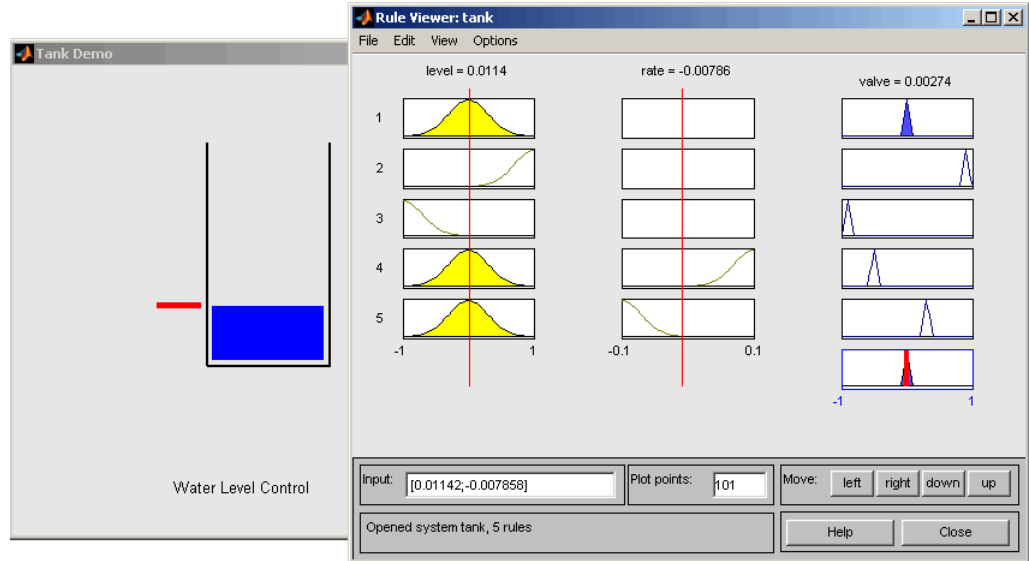 Tank Demo
Water Level Control
Rule Viewer: tank
File Edit View Options
level = 0.0114
rate = -0.00786
valve = 0.00274
1
2
3
4
5
-1 1
-0.1 0.1
-1 1
Input: [0.01142;-0.007858]
Plot points: 101
Move: left right down up
Opened system tank, 5 rules
Help Close